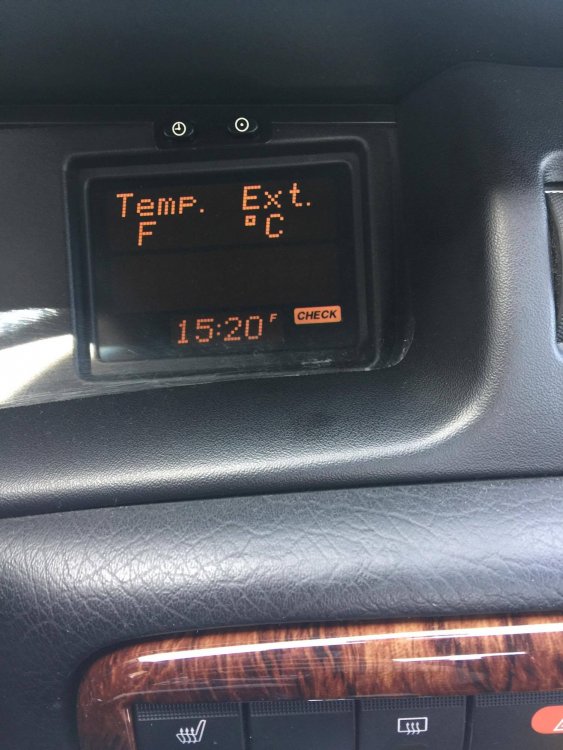 Temp. Ext.
F °C
15:20 F CHECK